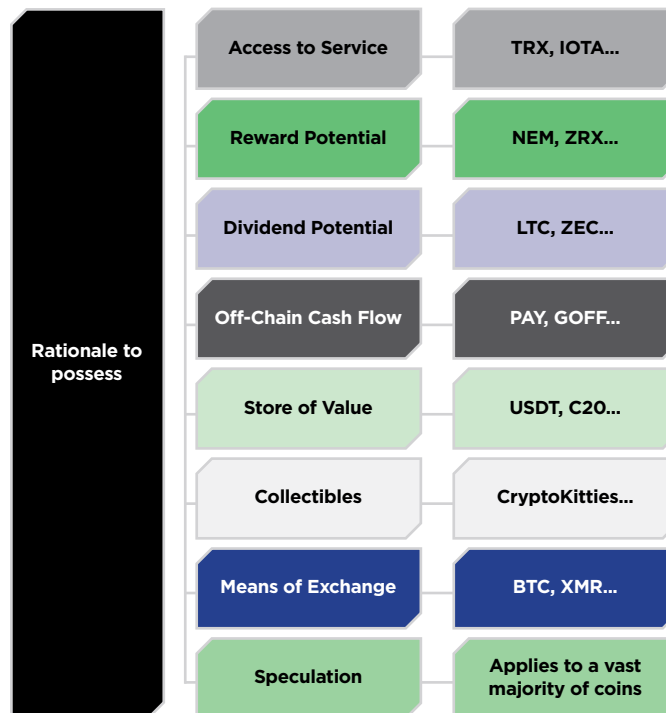 Access to Service
TRX, IOTA...
Reward Potential
NEM, ZRX...
Dividend Potential
LTC, ZEC...
Off-Chain Cash Flow
PAY, GOFF...
Rationale to
possess
Store of Value
USDT, C20...
Collectibles
CryptoKitties...
Means of Exchange
BTC, XMR...
Speculation
Applies to a vast
majority of coins